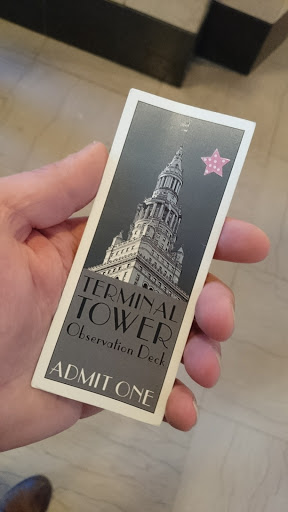 TERMINAL
TOWER
Observation Deck
ADMIT ONE